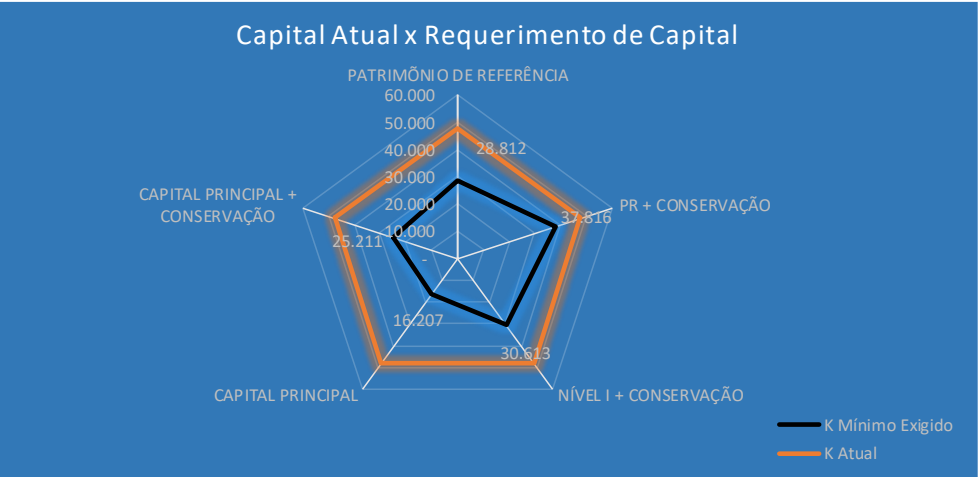 Capital Atual x Requerimento de Capital
PATRIMÕNIO DE REFERÊNCIA
60.000
50.000
40.000
30.000
20.000
10.000
-
28.812
37.816
30.613
16.207
25.211
PR + CONSERVAÇÃO
NÍVEL I + CONSERVAÇÃO
CAPITAL PRINCIPAL
CAPITAL PRINCIPAL +
CONSERVAÇÃO
K Mínimo Exigido
K Atual